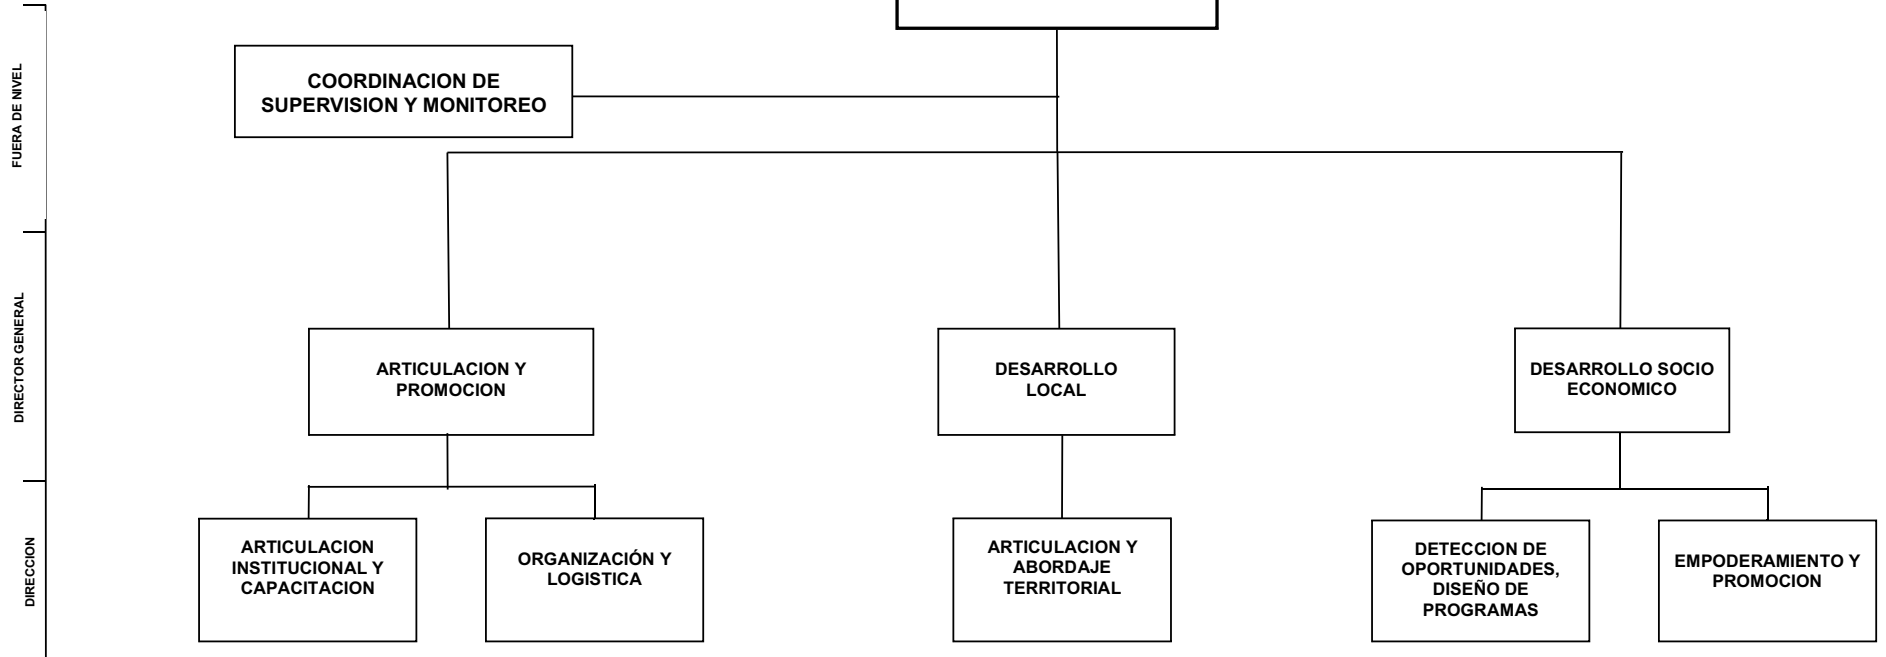 FUERA DE NIVEL
COORDINACION DE
SUPERVISION Y MONITOREO
DIRECTOR GENERAL
ARTICULACION Y
PROMOCION
DESARROLLO
LOCAL
DESARROLLO SOCIO
ECONOMICO
DIRECCION
ARTICULACION
INSTITUCIONAL Y
CAPACITACION
ORGANIZACIÓN Y
LOGISTICA
ARTICULACION Y
ABORDAJE
TERRITORIAL
DETECCION DE
OPORTUNIDADES,
DISEÑO DE
PROGRAMAS
EMPODERAMIENTO Y
PROMOCION